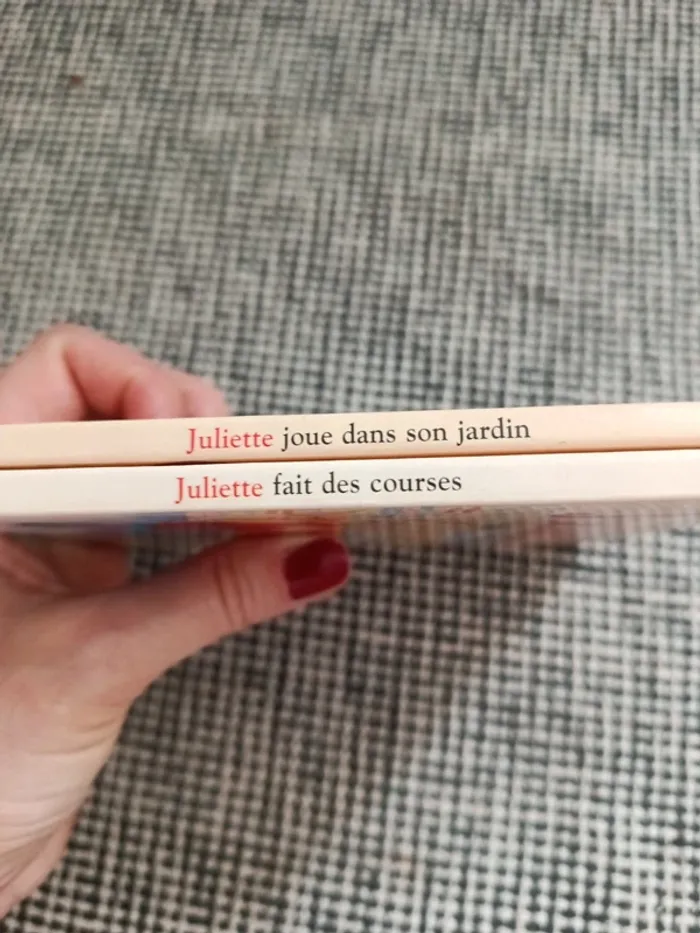 Juliette joue dans son jardin
Juliette fait des courses